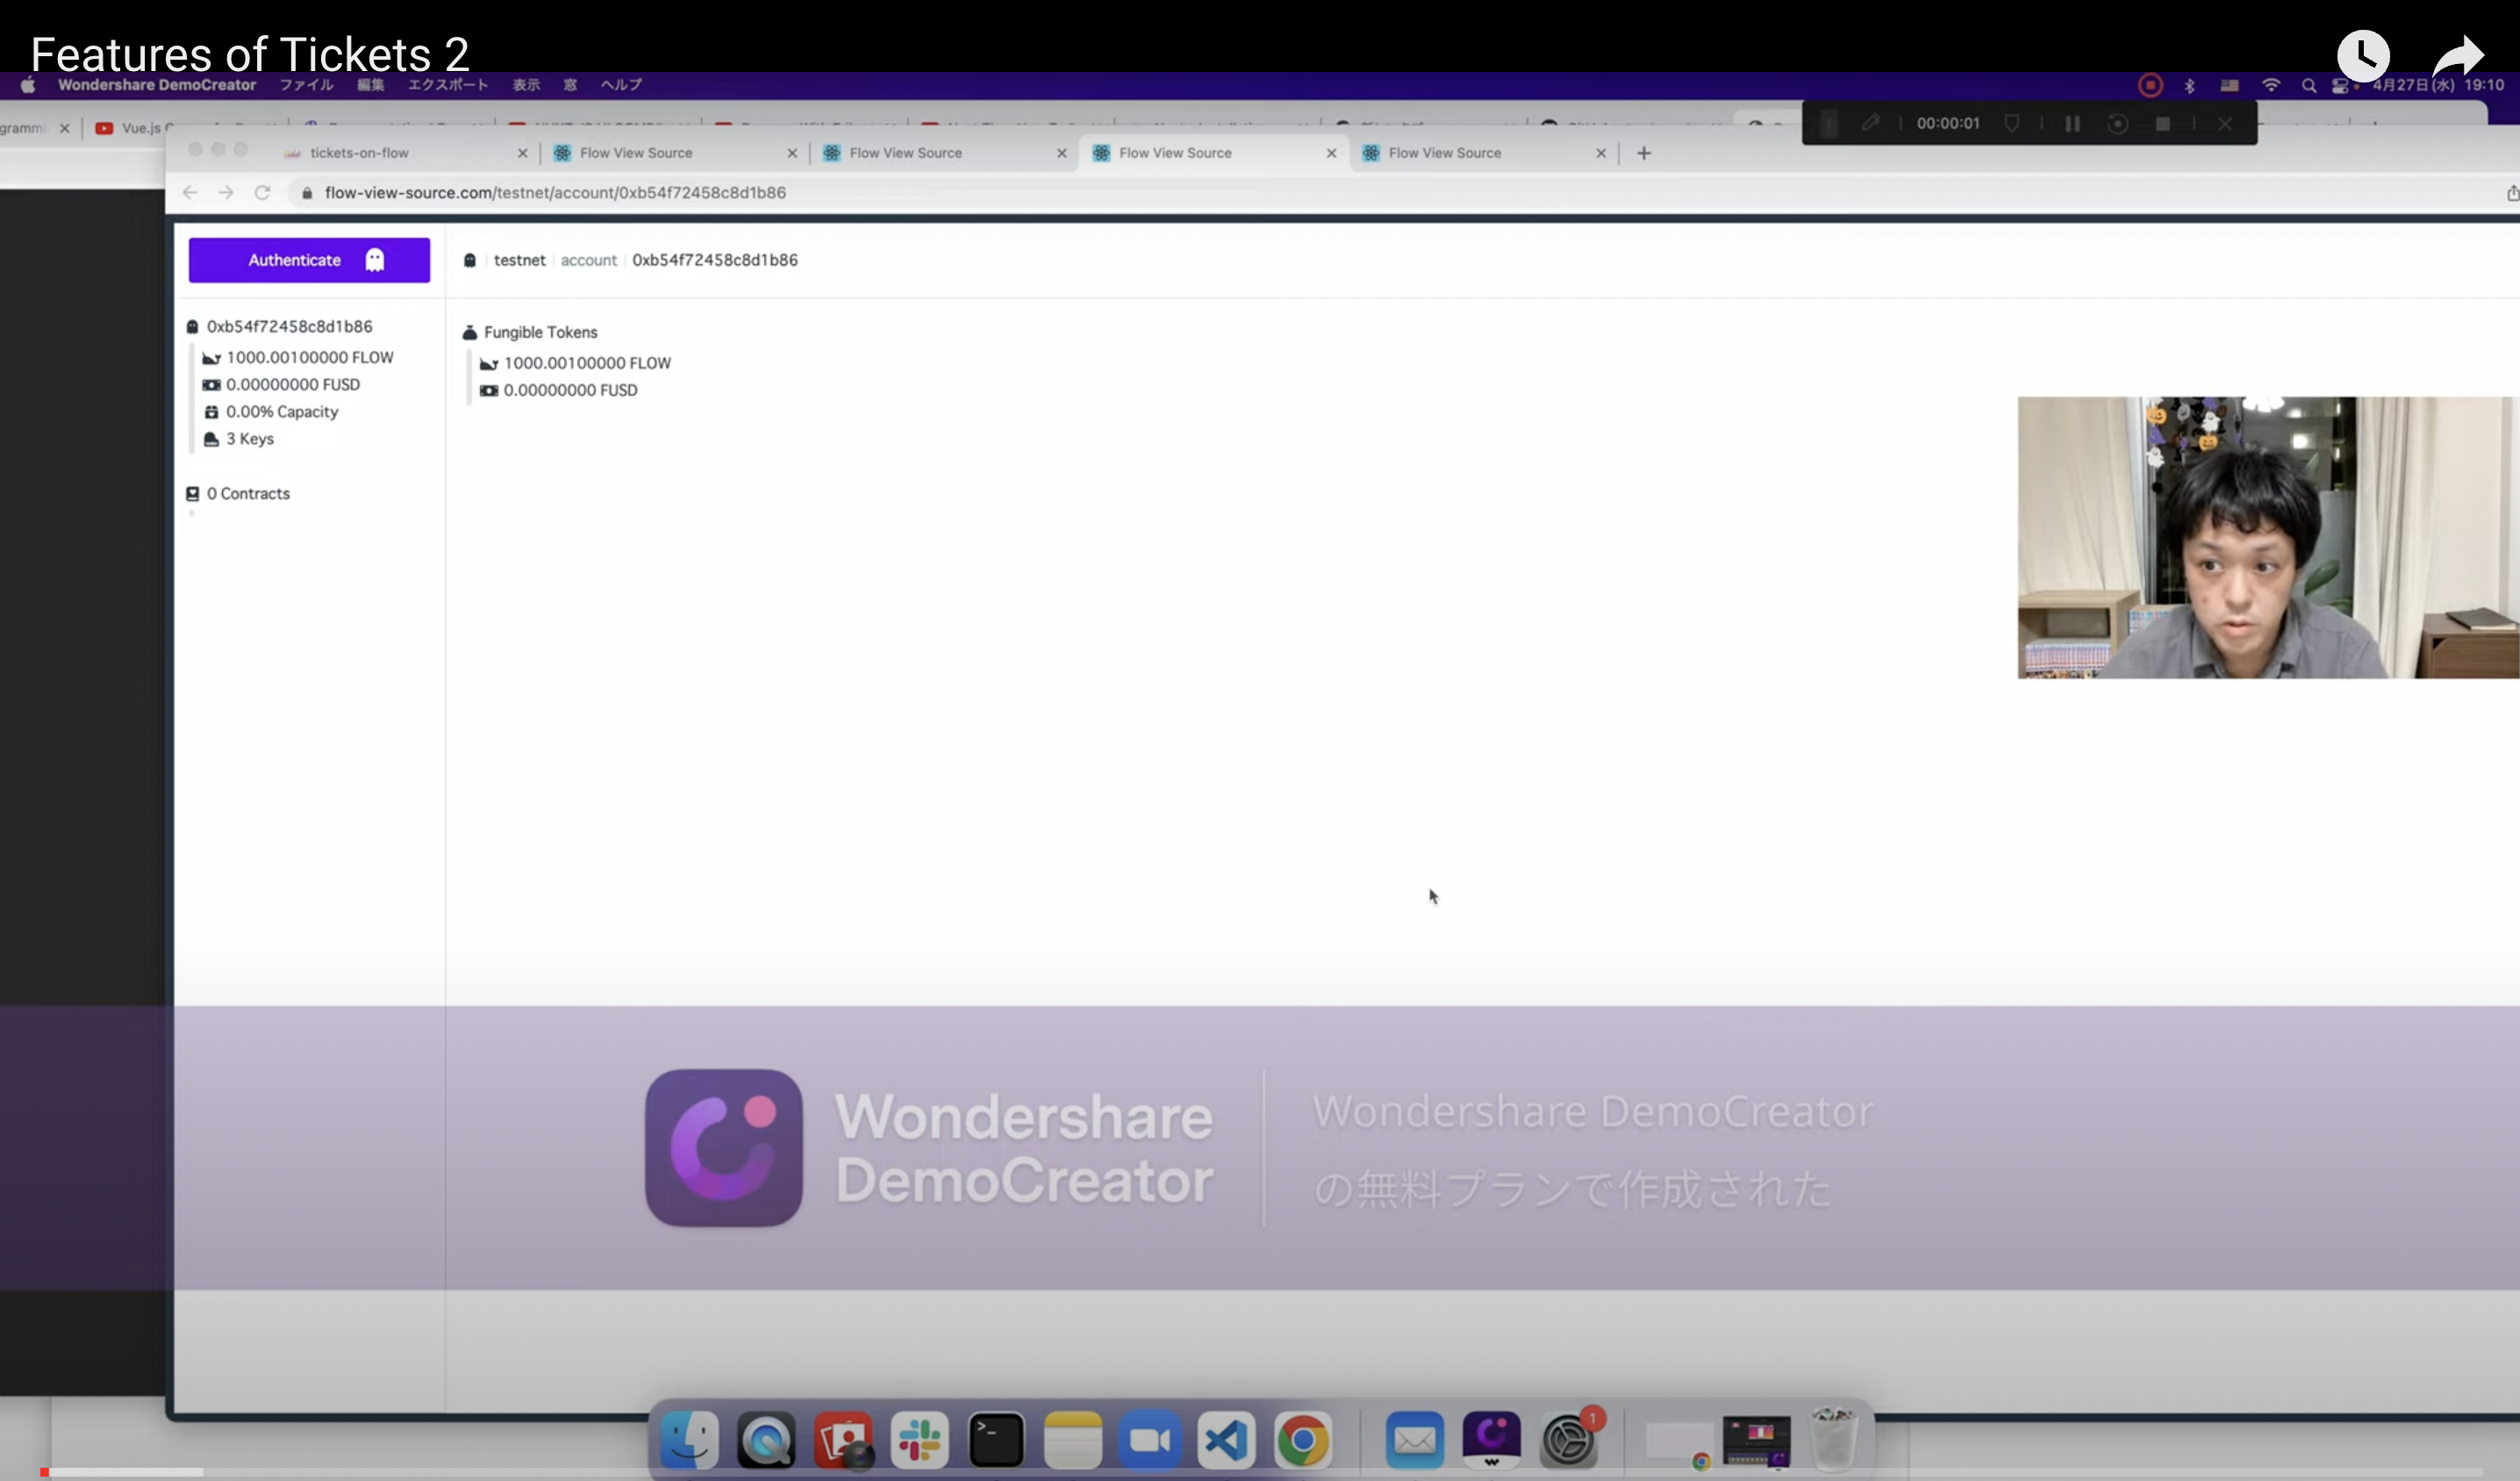 Features of Tickets 2
Wondershare DemoCreator ファイル 編集 エクスポート 表示 窓 ヘルプ
4月27日(水) 19:10
Vue.js
00:00:01
tickets-on-flow
Flow View Source
Flow View Source
Flow View Source
Flow View Source
flow-view-source.com/testnet/account/0xb54f72458c8d1b86
Authenticate
testnet account 0xb54f72458c8d1b86
0xb54f72458c8d1b86
1000.00100000 FLOW
0.00000000 FUSD
0.00% Capacity
3 Keys
0 Contracts
Fungible Tokens
1000.00100000 FLOW
0.00000000 FUSD
Wondershare
DemoCreator
Wondershare DemoCreator
の無料プランで作成された
1